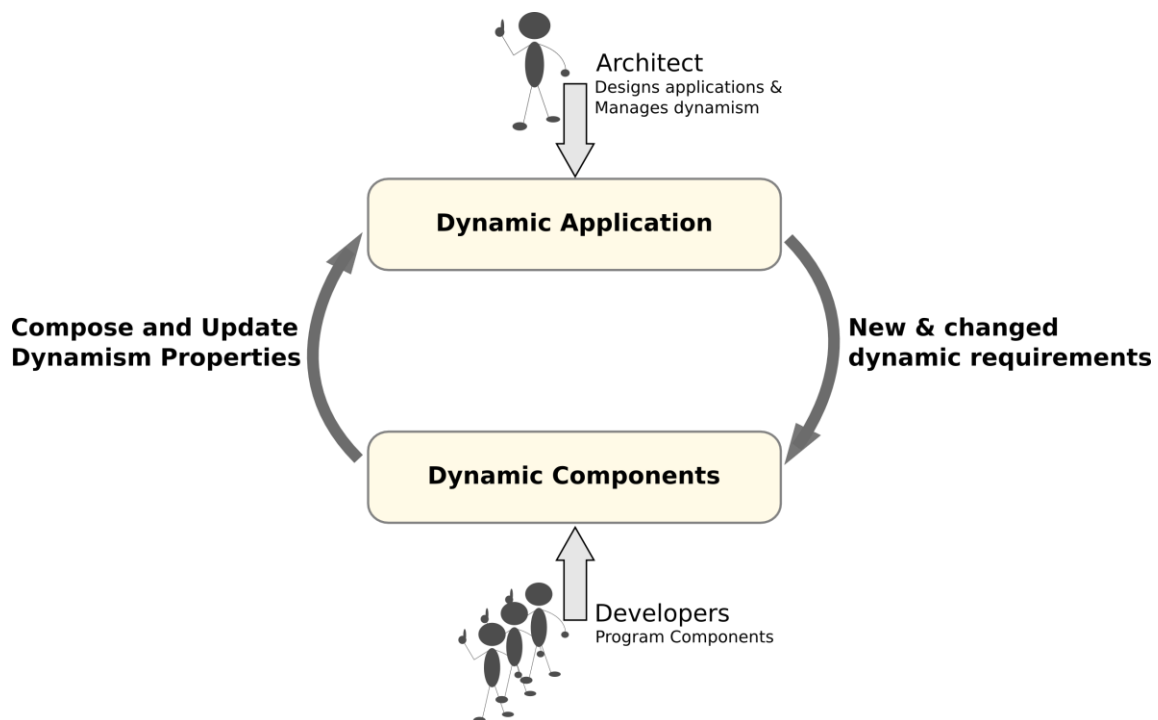 Architect
Designs applications &
Manages dynamism
Dynamic Application
Compose and Update
Dynamism Properties
New & changed
dynamic requirements
Dynamic Components
Developers
Program Components